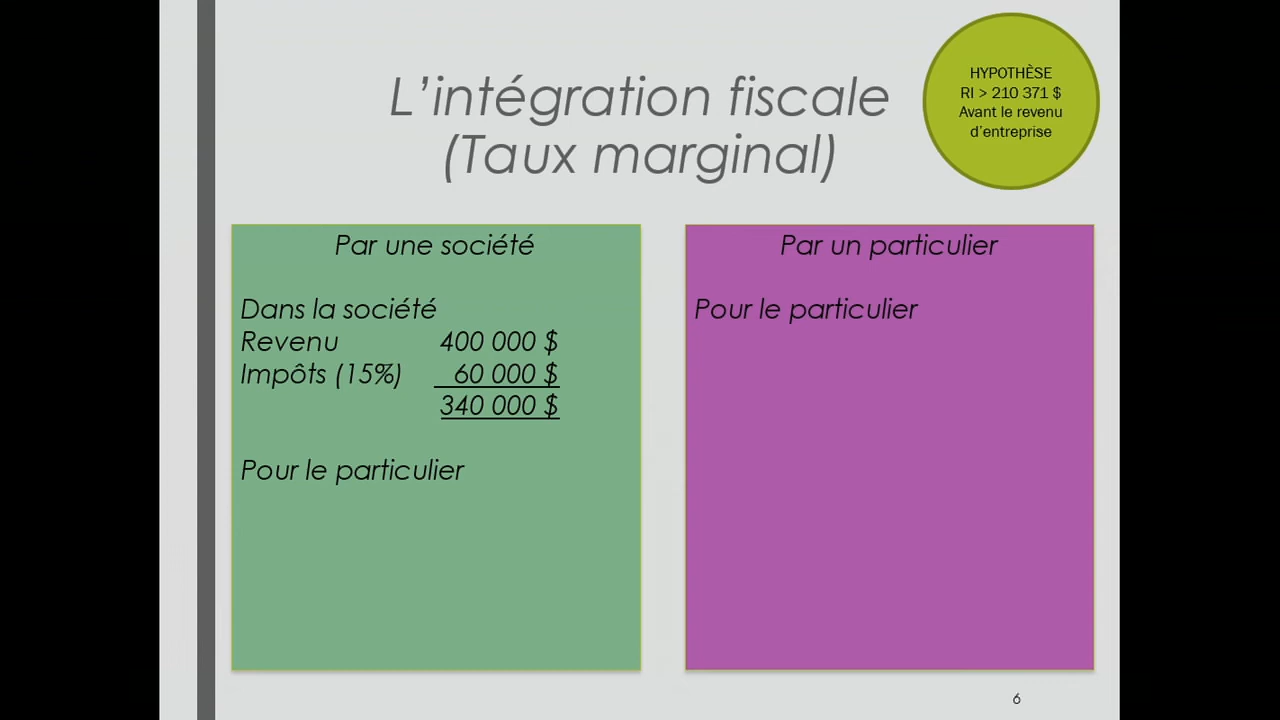 L’intégration fiscale
(Taux marginal)
HYPOTHÈSE
RI > 210 371 $
Avant le revenu
d’entreprise
Par une société
Dans la société
Revenu 400 000 $
Impôts (15%) 60 000 $
340 000 $
Pour le particulier
Par un particulier
Pour le particulier
6